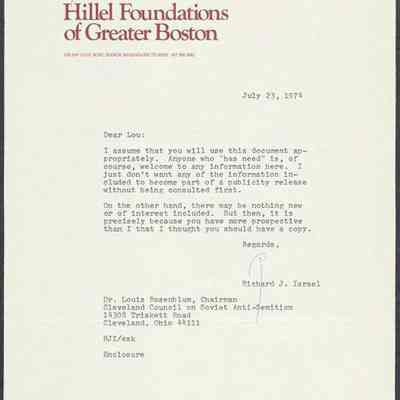 Hillel Foundations
of Greater Boston
July 23, 1974
Dear Lou:
I assume that you will use this document ap-
propriately. Anyone who "has need" is, of
course, welcome to any information here. I
just don't want any of the information in-
cluded to become part of a publicity release
without being consulted first.
On the other hand, there may be nothing new
or of interest included. But then, it is
precisely because you have more prospective
than I that I thought you should have a copy.
Regards,
Richard J. Israel
Dr. Louis Rosenblum, Chairman
Cleveland Council on Soviet Anti-Semitism
14308 Triskett Road
Cleveland, Ohio 44111
RJI/esk
Enclosure